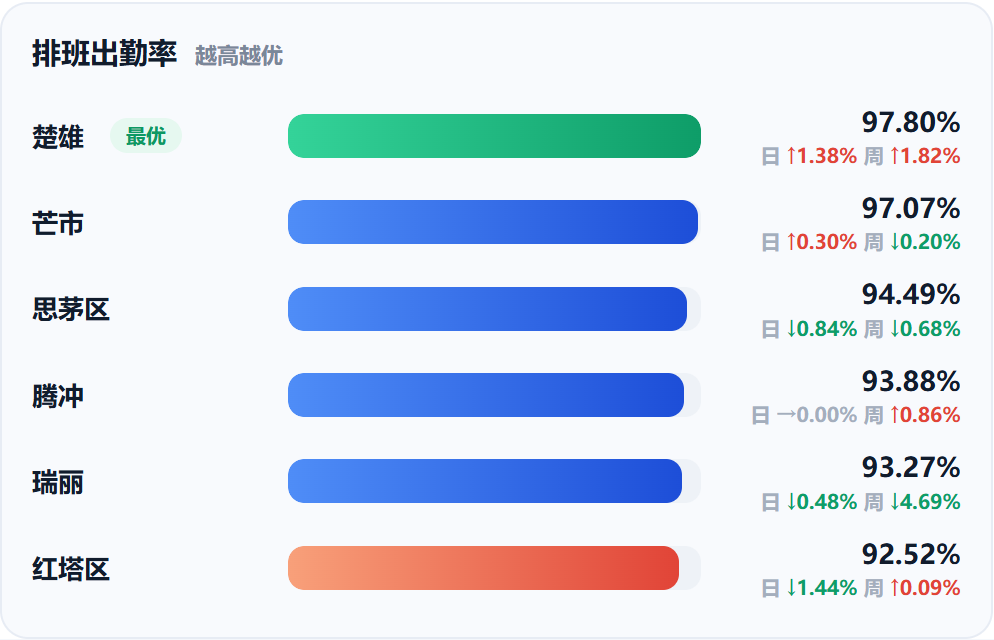 排班出勤率 越高越优
楚雄 最优 97.80%
日 ↑1.38% 周 ↑1.82%
芒市 97.07%
日 ↑0.30% 周 ↓0.20%
思茅区 94.49%
日 ↓0.84% 周 ↓0.68%
腾冲 93.88%
日 →0.00% 周 ↑0.86%
瑞丽 93.27%
日 ↓0.48% 周 ↓4.69%
红塔区 92.52%
日 ↓1.44% 周 ↑0.09%